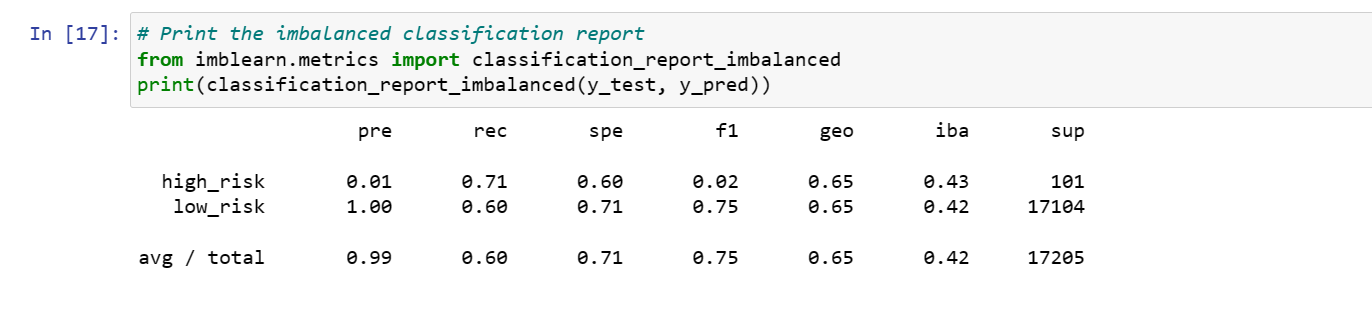 In [17]: # Print the imbalanced classification report
from imblearn.metrics import classification_report_imbalanced
print(classification_report_imbalanced(y_test, y_pred))
pre rec spe f1 geo iba sup
high_risk 0.01 0.71 0.60 0.02 0.65 0.43 101
low_risk 1.00 0.60 0.71 0.75 0.65 0.42 17104
avg / total 0.99 0.60 0.71 0.75 0.65 0.42 17205